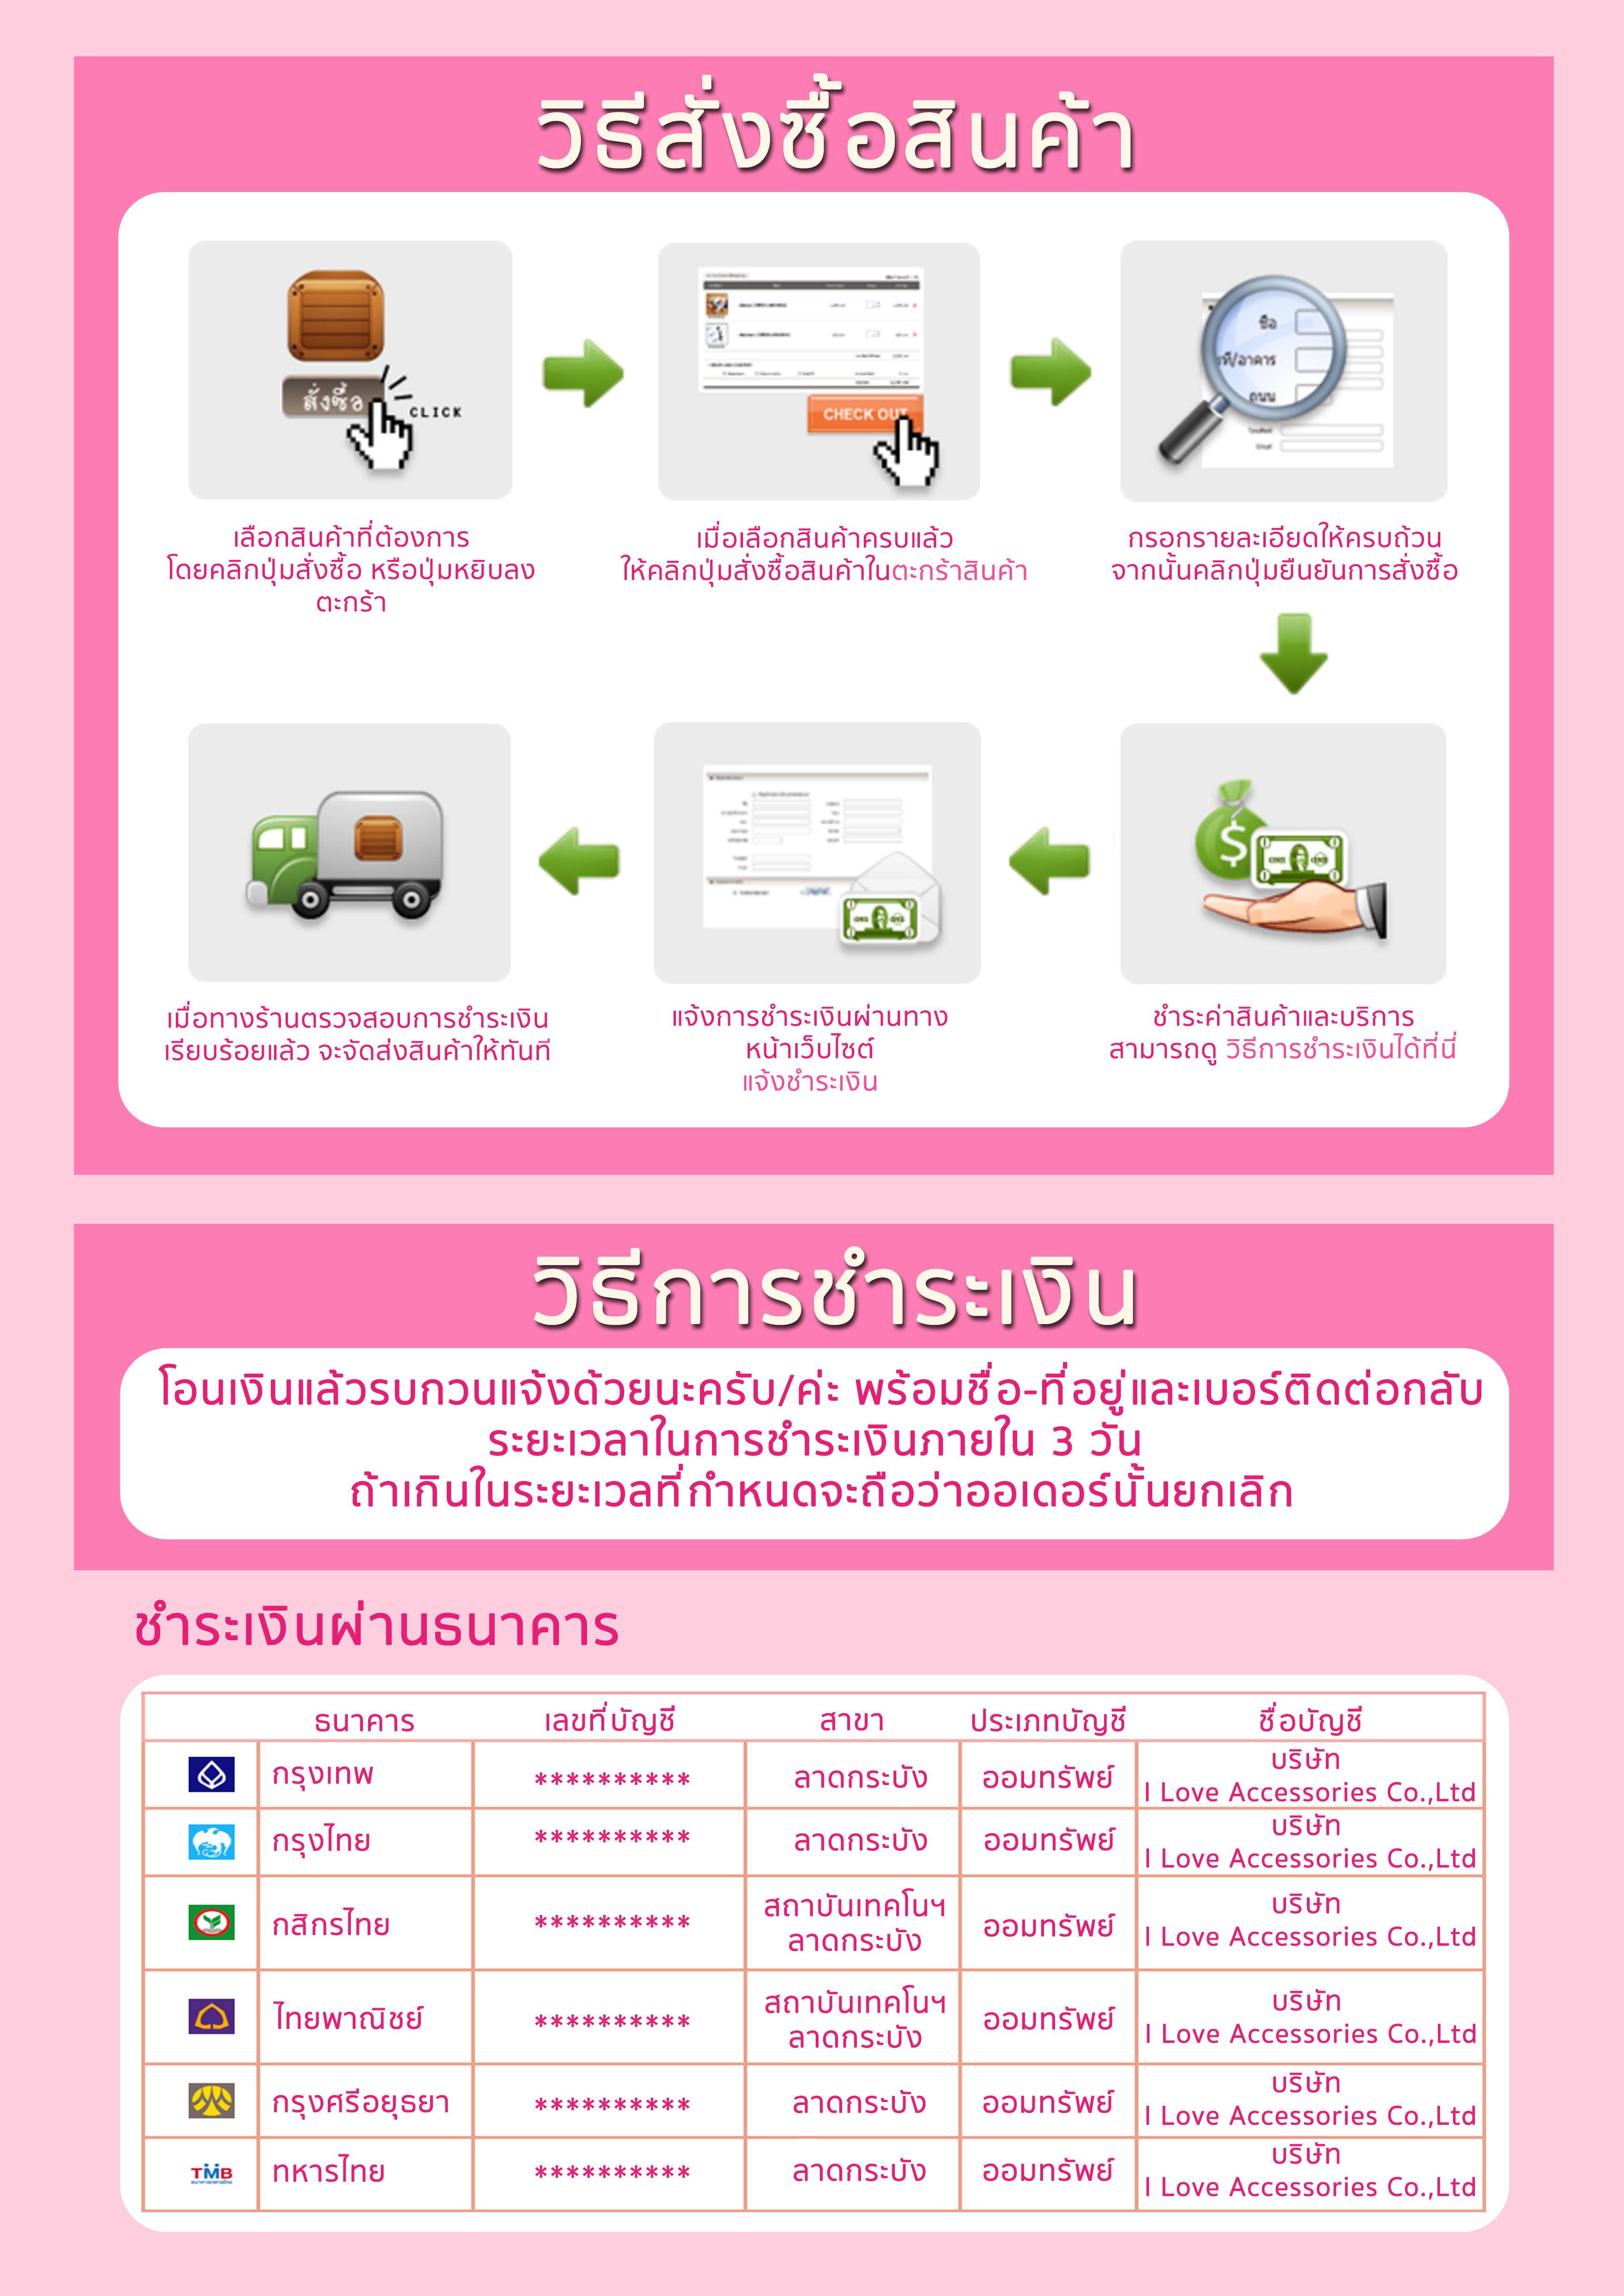 วิธีสั่งซื้อสินค้า
สั่งซื้อ
CLICK
CHECK OUT
ชื่อ
ที่/อาคาร
ถนน
Email
เลือกสินค้าที่ต้องการ
โดยคลิกปุ่มสั่งซื้อ หรือปุ่มหยิบลง
ตะกร้า
เมื่อเลือกสินค้าครบแล้ว
ให้คลิกปุ่มสั่งซื้อสินค้าในตะกร้าสินค้า
กรอกรายละเอียดให้ครบถ้วน
จากนั้นคลิกปุ่มยืนยันการสั่งซื้อ
เมื่อทางร้านตรวจสอบการชำระเงิน
เรียบร้อยแล้ว จะจัดส่งสินค้าให้ทันที
แจ้งการชำระเงินผ่านทาง
หน้าเว็บไซต์
แจ้งชำระเงิน
ชำระค่าสินค้าและบริการ
สามารถดู วิธีการชำระเงินได้ที่นี่
วิธีการชำระเงิน
โอนเงินแล้วรบกวนแจ้งด้วยนะครับ/ค่ะ พร้อมชื่อ-ที่อยู่และเบอร์ติดต่อกลับ
ระยะเวลาในการชำระเงินภายใน 3 วัน
ถ้าเกินในระยะเวลที่กำหนดจะถือว่าออเดอร์นั้นยกเลิก
ชำระเงินผ่านธนาคาร
ธนาคาร เลขที่บัญชี สาขา ประเภทบัญชี ชื่อบัญชี
กรุงเทพ ********** ลาดกระบัง ออมทรัพย์ บริษัท
I Love Accessories Co.,Ltd
กรุงไทย ********** ลาดกระบัง ออมทรัพย์ บริษัท
I Love Accessories Co.,Ltd
กสิกรไทย ********** สถาบันเทคโนฯ
ลาดกระบัง ออมทรัพย์ บริษัท
I Love Accessories Co.,Ltd
ไทยพาณิชย์ ********** สถาบันเทคโนฯ
ลาดกระบัง ออมทรัพย์ บริษัท
I Love Accessories Co.,Ltd
กรุงศรีอยุธยา ********** ลาดกระบัง ออมทรัพย์ บริษัท
I Love Accessories Co.,Ltd
TMB ทหารไทย ********** ลาดกระบัง ออมทรัพย์ บริษัท
I Love Accessories Co.,Ltd